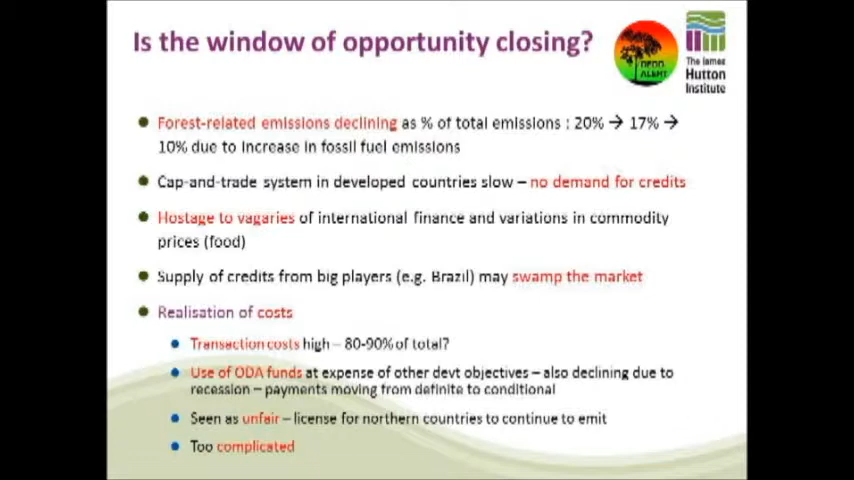 Is the window of opportunity closing?
REDD
ALERT
The James
Hutton
Institute
Forest-related emissions declining as % of total emissions : 20% → 17% →
10% due to increase in fossil fuel emissions
Cap-and-trade system in developed countries slow – no demand for credits
Hostage to vagaries of international finance and variations in commodity
prices (food)
Supply of credits from big players (e.g. Brazil) may swamp the market
Realisation of costs
Transaction costs high – 80-90% of total?
Use of ODA funds at expense of other devt objectives – also declining due to
recession – payments moving from definite to conditional
Seen as unfair – license for northern countries to continue to emit
Too complicated